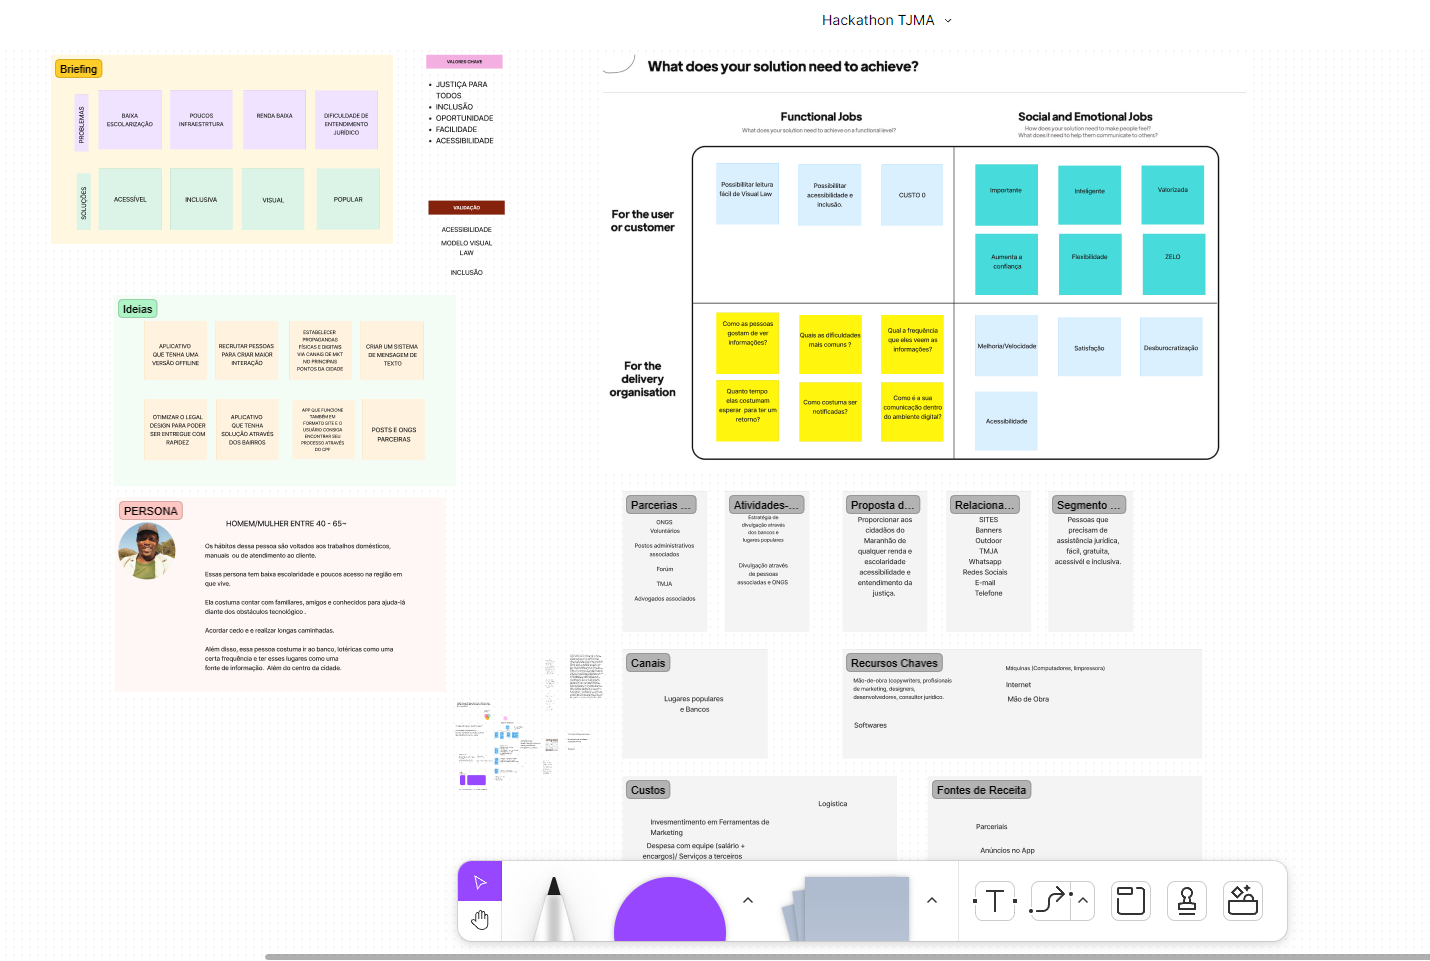 Hackathon TJMA
Briefing
PROBLEMAS
BAIXA
ESCOLARIZAÇÃO
POUCOS
INFRAESTRTURA
RENDA BAIXA
DIFICULDADE DE
ENTENDIMENTO
JURÍDICO
SOLUÇÕES
ACESSÍVEL
INCLUSIVA
VISUAL
POPULAR
VALORES CHAVE
• JUSTIÇA PARA
TODOS
• INCLUSÃO
• OPORTUNIDADE
• FACILIDADE
• ACESSIBILIDADE
VALIDAÇÃO
ACESSIBILIDADE
MODELO VISUAL
LAW
INCLUSÃO
Ideias
APLICATIVO
QUE TENHA UMA
VERSÃO OFFILINE
RECRUTAR PESSOAS
PARA CRIAR MAIOR
INTERAÇÃO
ESTABELECER
PROPAGANDAS
FÍSICAS E DIGITAIS
VIA CANAIS DE MKT
NO PRINCIPAIS
PONTOS DA CIDADE
CRIAR UM SISTEMA
DE MENSAGEM DE
TEXTO
OTIMIZAR O LEGAL
DESIGN PARA PODER
SER ENTREGUE COM
RAPIDEZ
APLICATIVO
QUE TENHA
SOLUÇÃO ATRAVÉS
DOS BAIRROS
APP QUE FUNCIONE
TAMBÉM EM
FORMATO SITE E O
USUÁRIO CONSIGA
ENCONTRAR SEU
PROCESSO ATRAVÉS
DO CPF
POSTS E ONGS
PARCEIRAS
PERSONA
HOMEM/MULHER ENTRE 40 - 65~
Os hábitos dessa pessoa são voltados aos trabalhos domésticos,
manuais ou de atendimento ao cliente.
Essas persona tem baixa escolaridade e poucos acesso na região em
que vive.
Ela costuma contar com familiares, amigos e conhecidos para ajuda-lá
diante dos obstáculos tecnológico .
Acordar cedo e e realizar longas caminhadas.
Além disso, essa pessoa costuma ir ao banco, lotéricas como uma
certa frequência e ter esses lugares como uma
fonte de informação. Além do centro da cidade.
What does your solution need to achieve?
Functional Jobs
What does your solution need to achieve on a functional level?
Social and Emotional Jobs
How does your solution need to make people feel?
What does it need to help them communicate to others?
For the user
or customer
Possibilitar leitura
fácil de Visual Law
Possibilitar
acessibilidade e
inclusão.
CUSTO 0
Importante
Inteligente
Valorizada
Aumenta a
confiança
Flexibilidade
ZELO
For the
delivery
organisation
Como as pessoas
gostam de ver
informações?
Quais as dificuldades
mais comuns ?
Qual a frequência
que eles veem as
informações?
Quanto tempo
elas costumam
esperar para ter um
retorno?
Como costuma ser
notificadas?
Como é a sua
comunicação dentro
do ambiente digital?
Melhoria/Velocidade
Satisfação
Desburocratização
Acessibilidade
Parcerias ...
ONGS
Voluntários
Postos administrativos
associados
Forúm
TMJA
Advogados associados
Atividades-...
Estratégia de
divulgação através
dos bancos e
lugares populares
Divulgação através
de pessoas
associadas e ONGS
Proposta d...
Proporcionar aos
cidadãos do
Maranhão de
qualquer renda e
escolaridade
acessibilidade e
entendimento da
justiça.
Relaciona...
SITES
Banners
Outdoor
TMJA
Whatsapp
Redes Sociais
E-mail
Telefone
Segmento ...
Pessoas que
precisam de
assistência jurídica,
fácil, gratuita,
acessívél e inclusiva.
Canais
Lugares populares
e Bancos
Recursos Chaves
Mão-de-obra (copywriters, profisionais
de marketing, designers,
desenvolvedores, consultor jurídico.
Softwares
Máquinas (Computadores, IImpressora)
Internet
Mão de Obra
Custos
Logística
Invesmentimento em Ferramentas de
Marketing
Despesa com equipe (salário +
encargos)/ Serviços a terceiros
Fontes de Receita
Parceriais
Anúncios no App
T